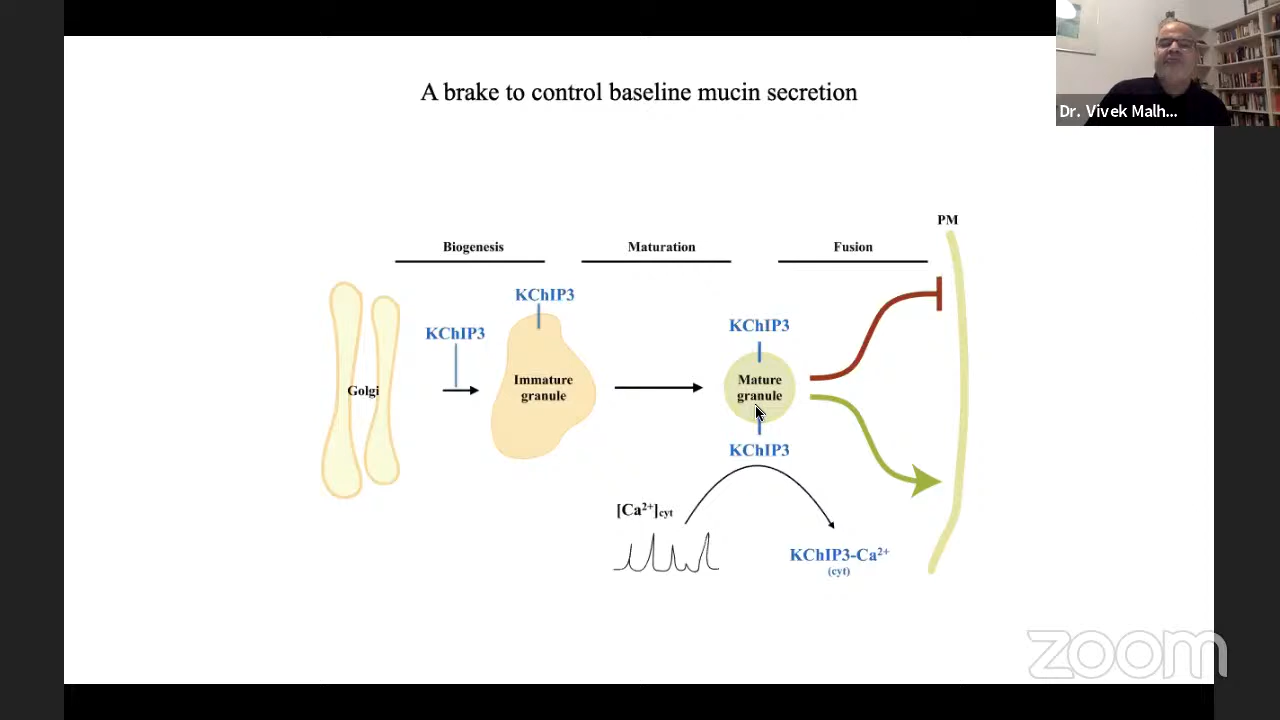 Dr. Vivek Malh...
A brake to control baseline mucin secretion
PM
Biogenesis
Maturation
Fusion
KChIP3
KChIP3
KChIP3
Golgi
Immature
granule
Mature
granule
KChIP3
[Ca²⁺]cyt
KChIP3-Ca²⁺
(cyt)
zoom